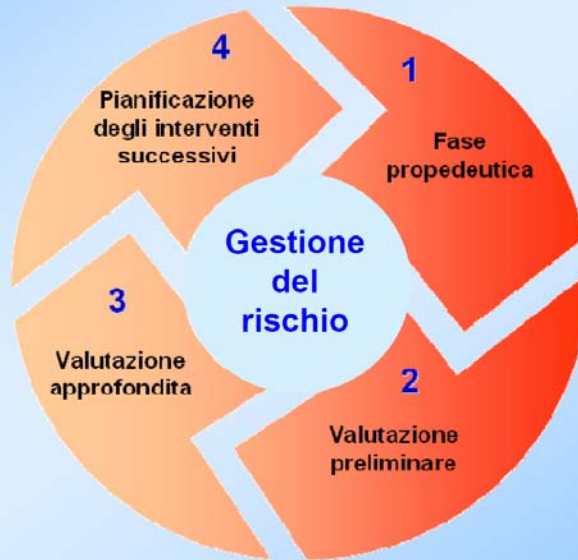 1
Fase
propedeutica
2
Valutazione
preliminare
3
Valutazione
approfondita
4
Pianificazione
degli interventi
successivi
Gestione
del
rischio